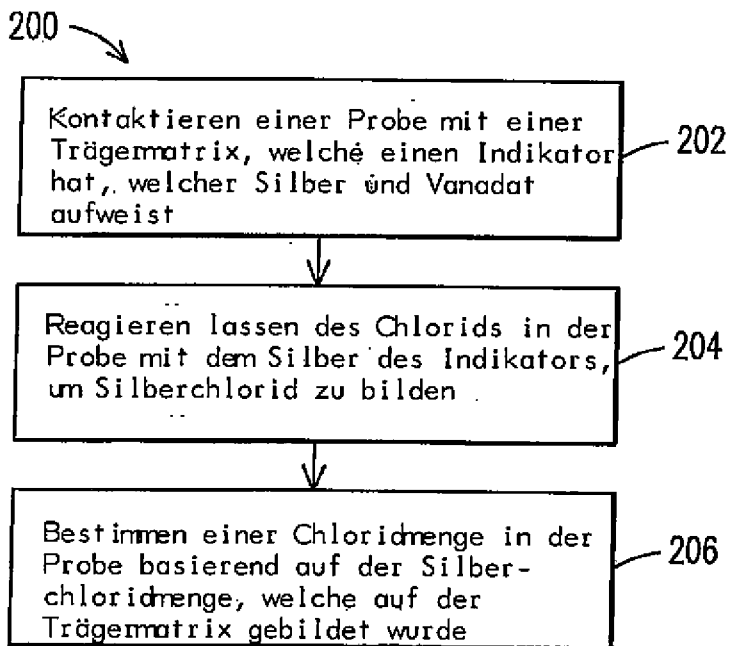 200
Kontaktieren einer Probe mit einer
Trägermatrix, welche einen Indikator
hat, welcher Silber und Vanadat
aufweist
202
Reagieren lassen des Chlorids in der
Probe mit dem Silber des Indikators,
um Silberchlorid zu bilden
204
Bestimmen einer Chloridmenge in der
Probe basierend auf der Silber-
chloridmenge, welche auf der
Trägermatrix gebildet wurde
206